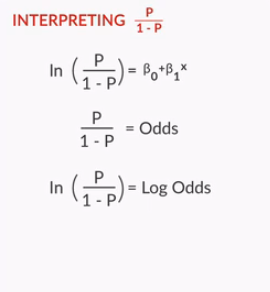 INTERPRETING P / 1 - P
ln (P / 1 - P) = β₀+β₁ˣ
P / 1 - P = Odds
ln (P / 1 - P) = Log Odds